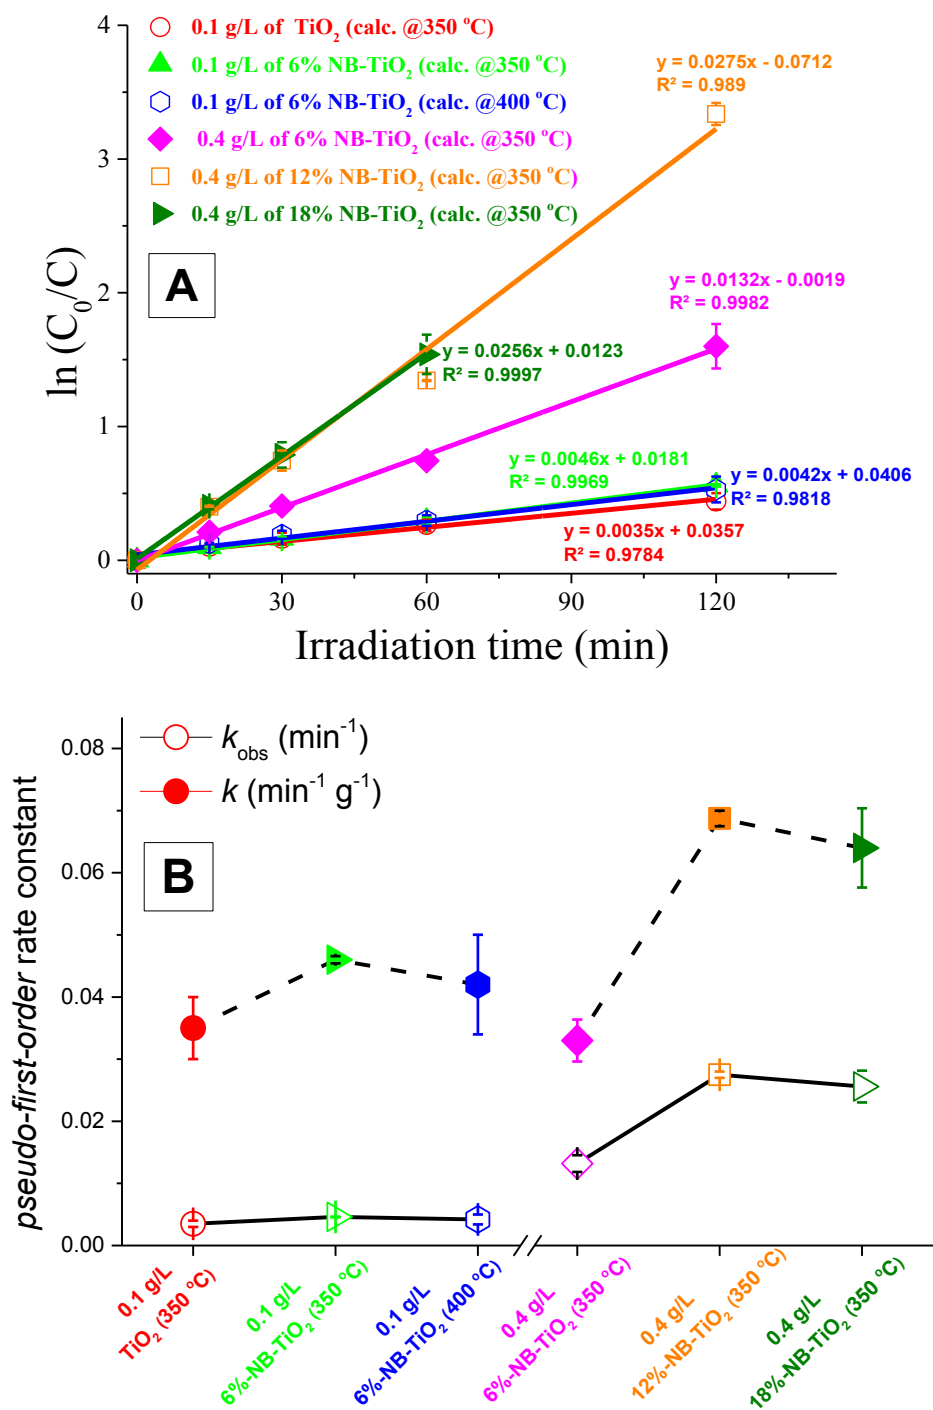 4
3
2
1
0
ln (C₀/C)
0.1 g/L of TiO₂ (calc. @350 °C)
0.1 g/L of 6% NB-TiO₂ (calc. @350 °C)
0.1 g/L of 6% NB-TiO₂ (calc. @400 °C)
0.4 g/L of 6% NB-TiO₂ (calc. @350 °C)
0.4 g/L of 12% NB-TiO₂ (calc. @350 °C)
0.4 g/L of 18% NB-TiO₂ (calc. @350 °C)
A
y = 0.0275x - 0.0712
R² = 0.989
y = 0.0132x - 0.0019
R² = 0.9982
y = 0.0256x + 0.0123
R² = 0.9997
y = 0.0046x + 0.0181
R² = 0.9969
y = 0.0042x + 0.0406
R² = 0.9818
y = 0.0035x + 0.0357
R² = 0.9784
0 30 60 90 120
Irradiation time (min)
0.08
0.06
0.04
0.02
0.00
pseudo-first-order rate constant
k_obs (min⁻¹)
k (min⁻¹ g⁻¹)
B
0.1 g/L
TiO₂ (350 °C)
0.1 g/L
6%-NB-TiO₂ (350 °C)
0.1 g/L
6%-NB-TiO₂ (400 °C)
0.4 g/L
6%-NB-TiO₂ (350 °C)
0.4 g/L
12%-NB-TiO₂ (350 °C)
0.4 g/L
18%-NB-TiO₂ (350 °C)